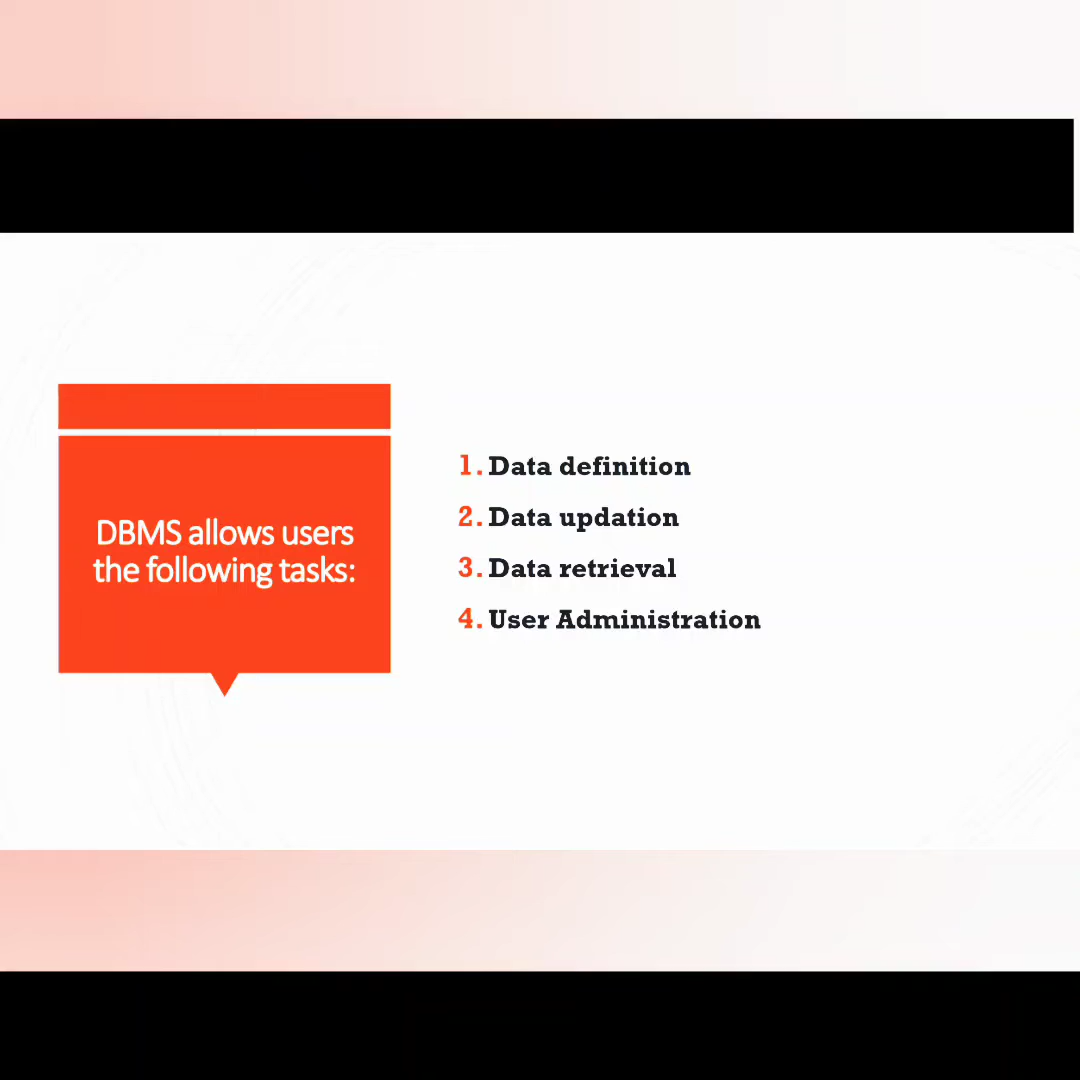 DBMS allows users
the following tasks:
1. Data definition
2. Data updation
3. Data retrieval
4. User Administration